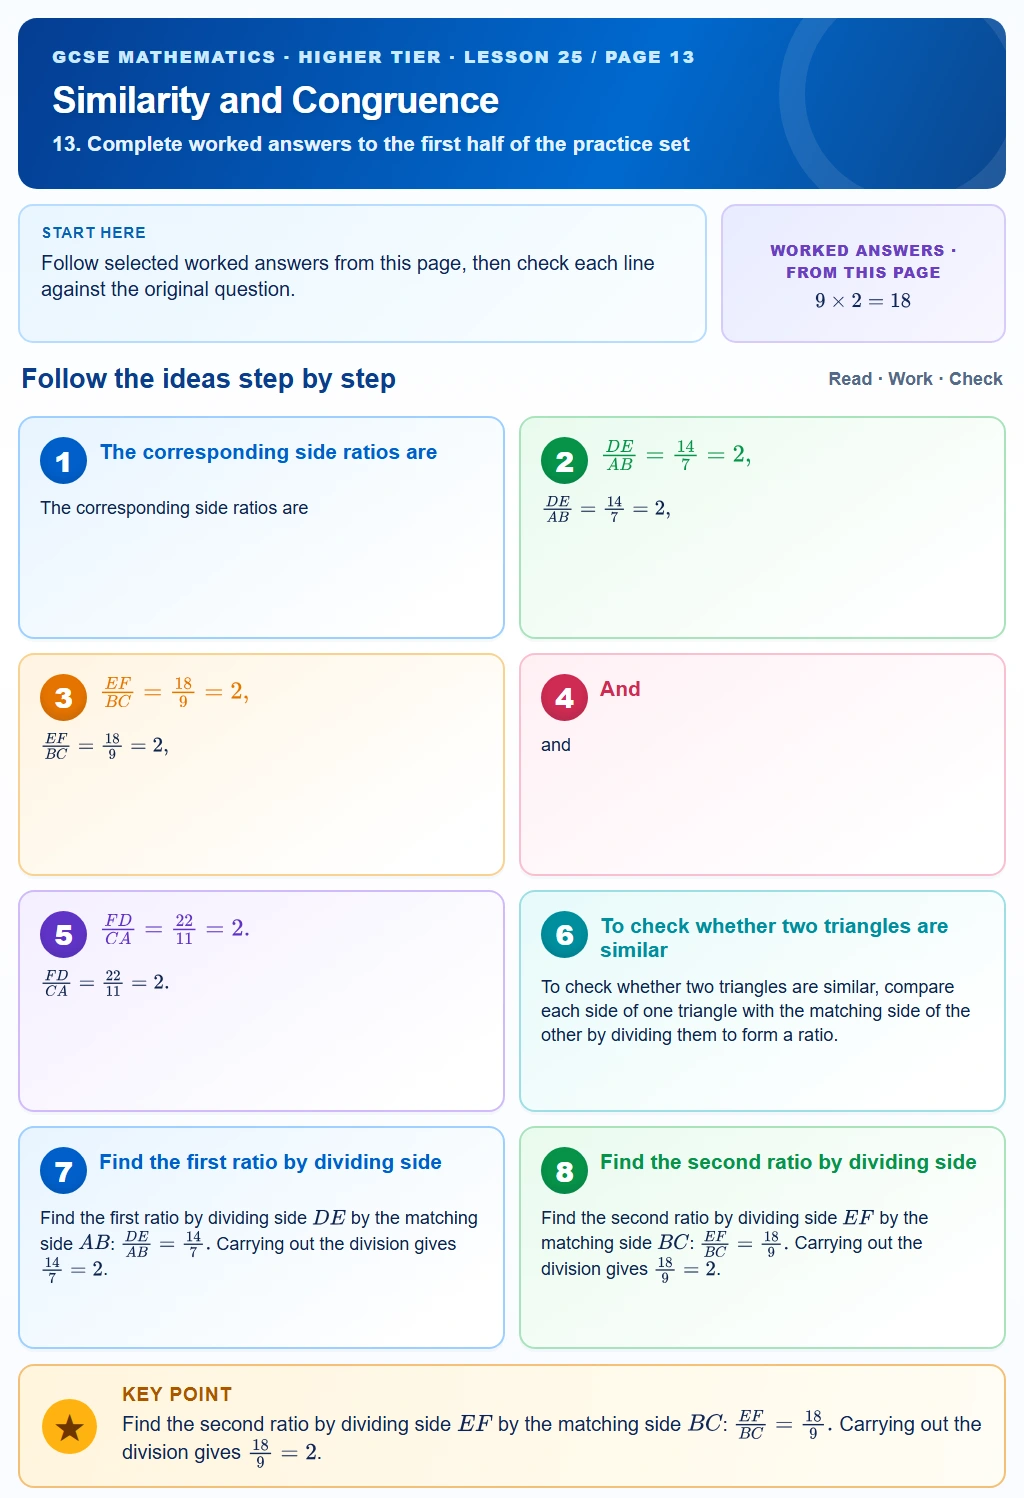 GCSE MATHEMATICS · HIGHER TIER · LESSON 25 / PAGE 13
Similarity and Congruence
13. Complete worked answers to the first half of the practice set
START HERE
Follow selected worked answers from this page, then check each line
against the original question.
WORKED ANSWERS ·
FROM THIS PAGE
9 × 2 = 18
Follow the ideas step by step
Read · Work · Check
1 The corresponding side ratios are
The corresponding side ratios are
2 DE/AB = 14/7 = 2,
DE/AB = 14/7 = 2,
3 EF/BC = 18/9 = 2,
EF/BC = 18/9 = 2,
4 And
and
5 FD/CA = 22/11 = 2.
FD/CA = 22/11 = 2.
6 To check whether two triangles are
similar
To check whether two triangles are similar, compare
each side of one triangle with the matching side of the
other by dividing them to form a ratio.
7 Find the first ratio by dividing side
Find the first ratio by dividing side DE by the matching
side AB: DE/AB = 14/7. Carrying out the division gives
14/7 = 2.
8 Find the second ratio by dividing side
Find the second ratio by dividing side EF by the
matching side BC: EF/BC = 18/9. Carrying out the
division gives 18/9 = 2.
KEY POINT
Find the second ratio by dividing side EF by the matching side BC: EF/BC = 18/9. Carrying out the
division gives 18/9 = 2.